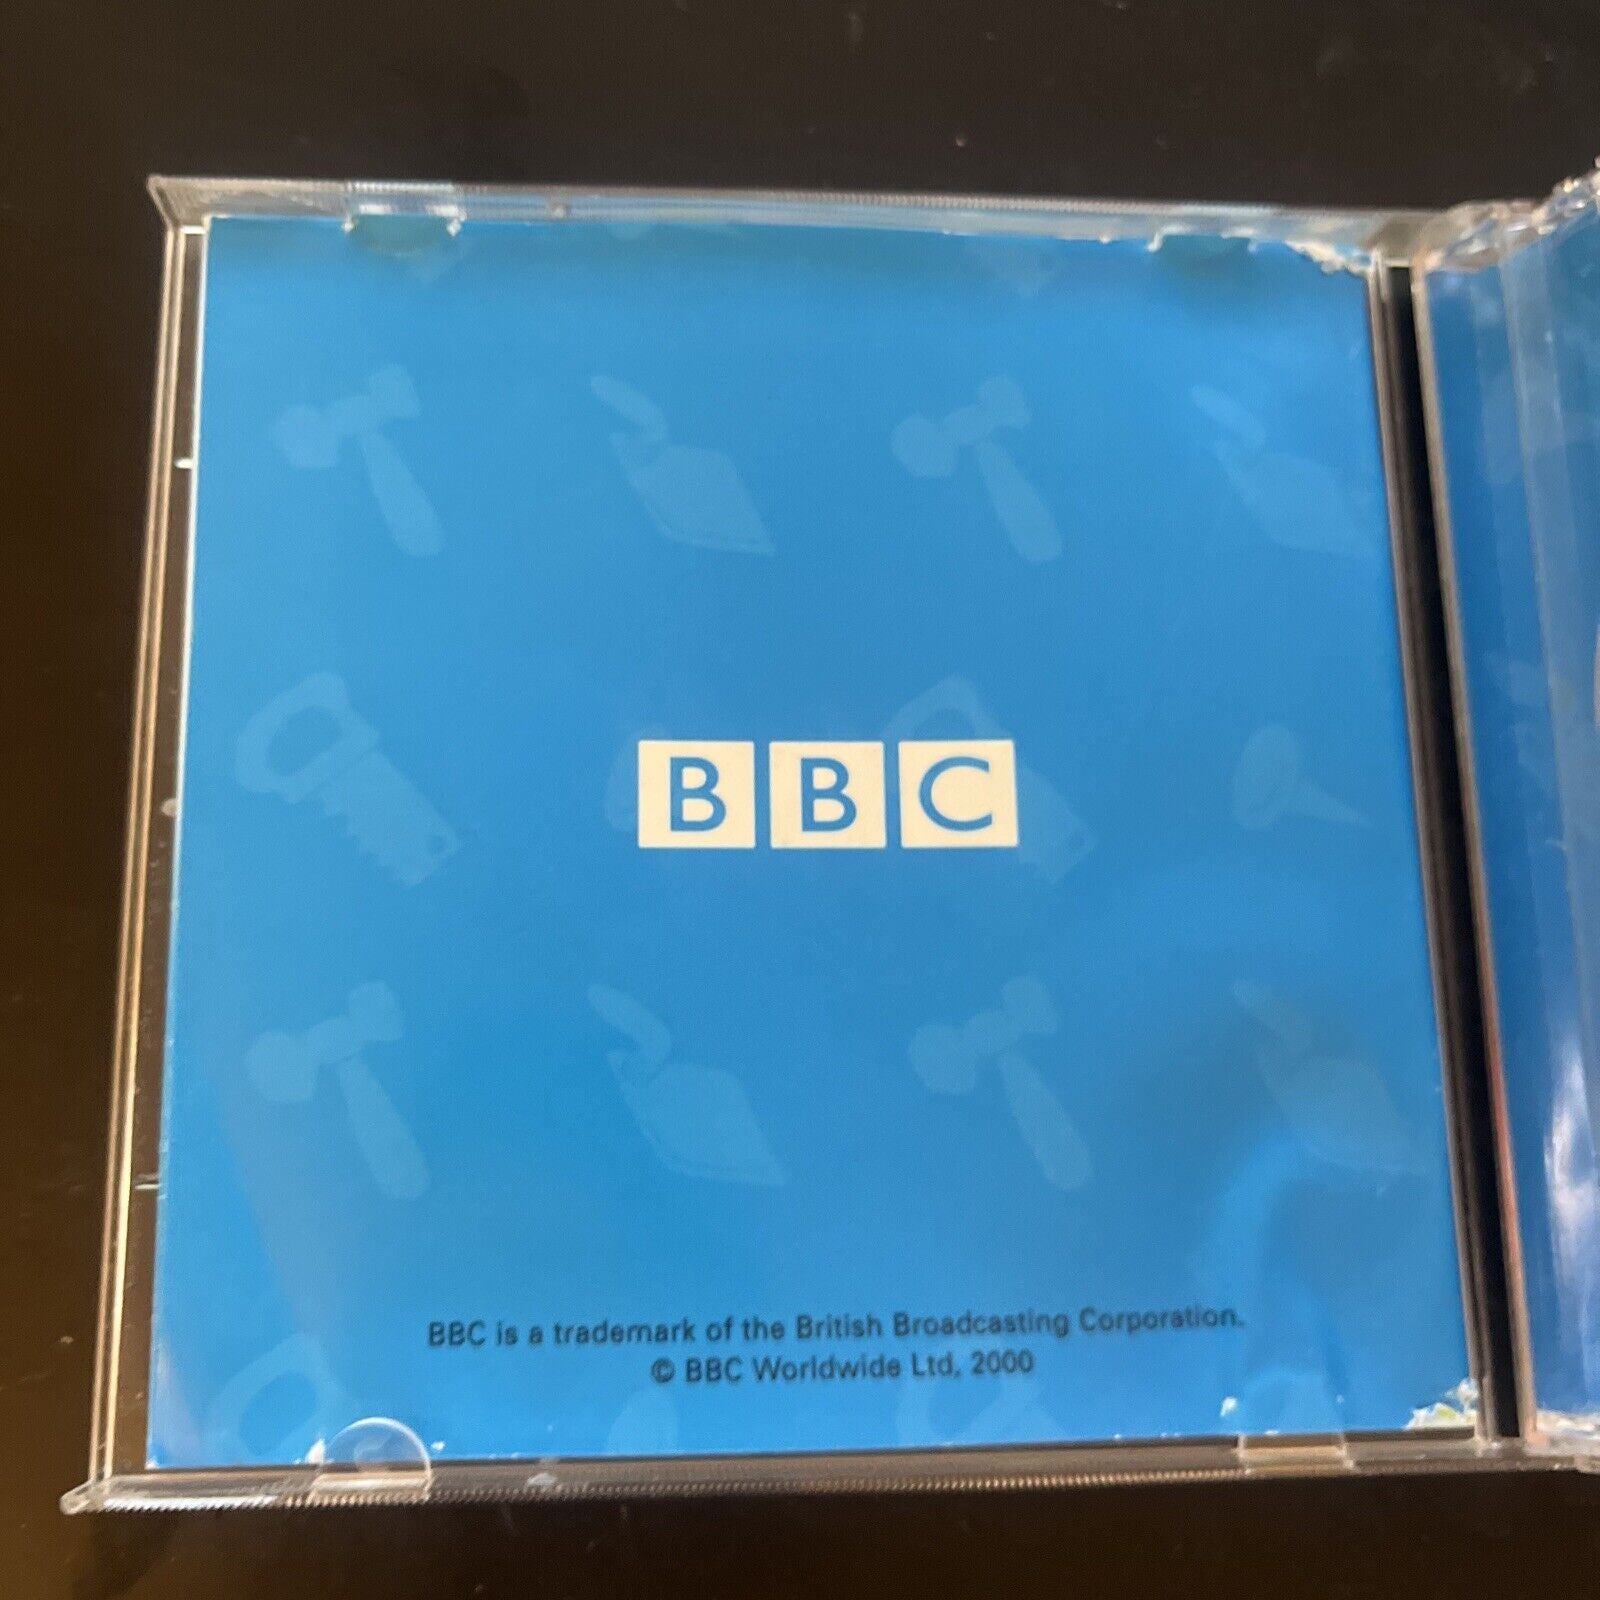 BBC
BBC is a trademark of the British Broadcasting Corporation.
© BBC Worldwide Ltd, 2000